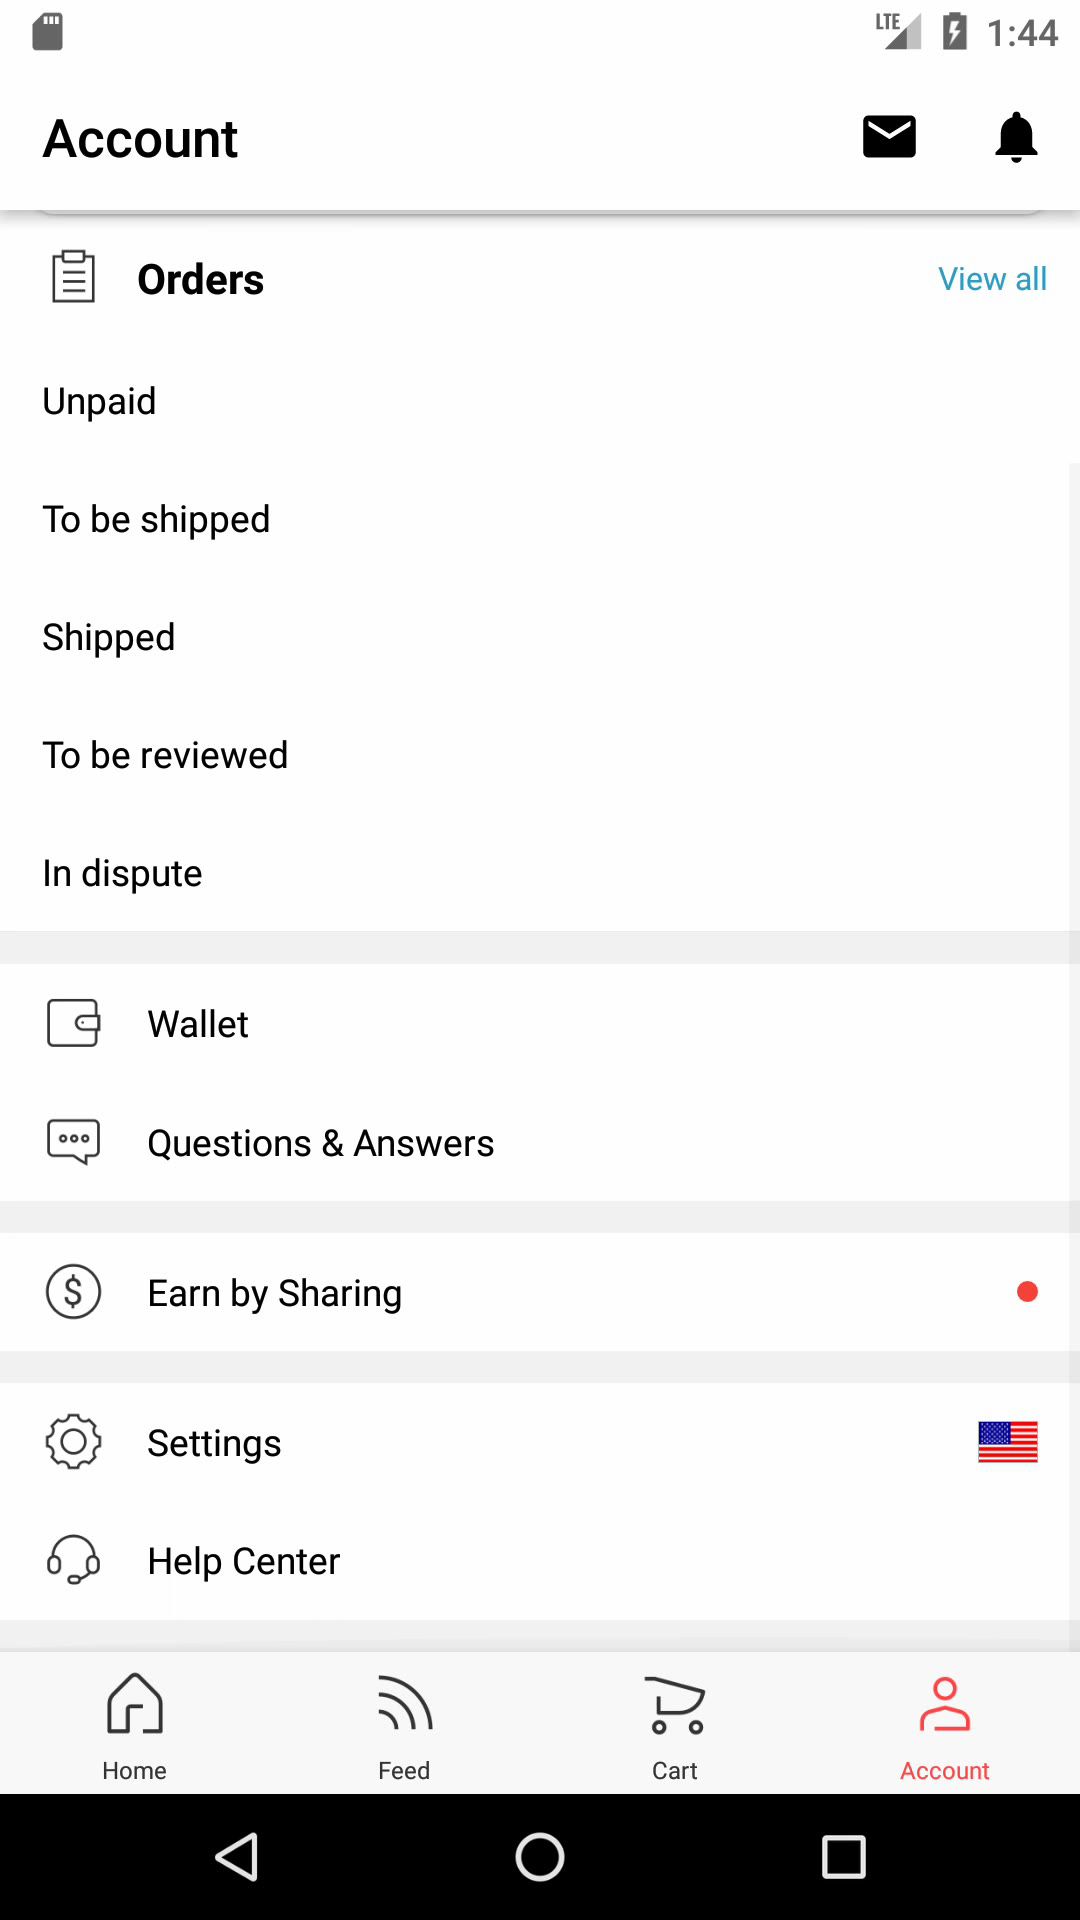 LTE 1:44
Account
Orders View all
Unpaid
To be shipped
Shipped
To be reviewed
In dispute
Wallet
Questions & Answers
$ Earn by Sharing
Settings
Help Center
Home Feed Cart Account